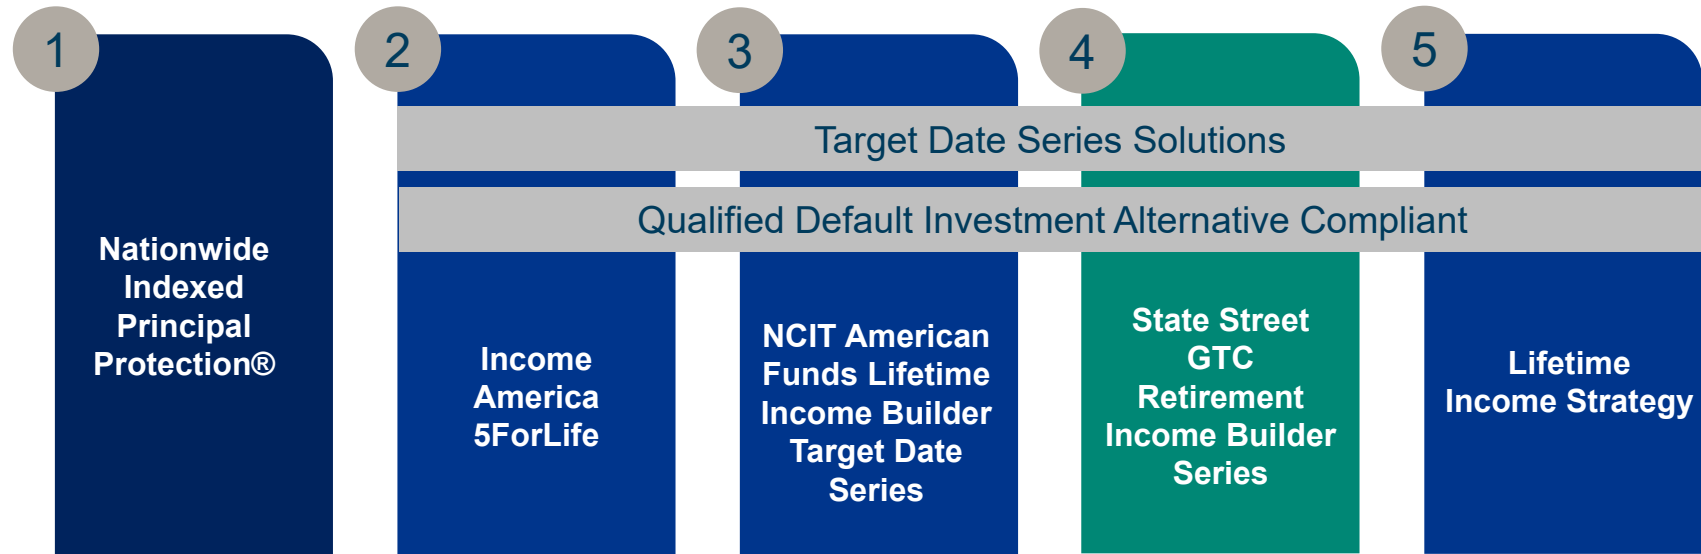 1
2
3
4
5
Target Date Series Solutions
Qualified Default Investment Alternative Compliant
Nationwide
Indexed
Principal
Protection®
Income
America
5ForLife
NCIT American
Funds Lifetime
Income Builder
Target Date
Series
State Street
GTC
Retirement
Income Builder
Series
Lifetime
Income Strategy